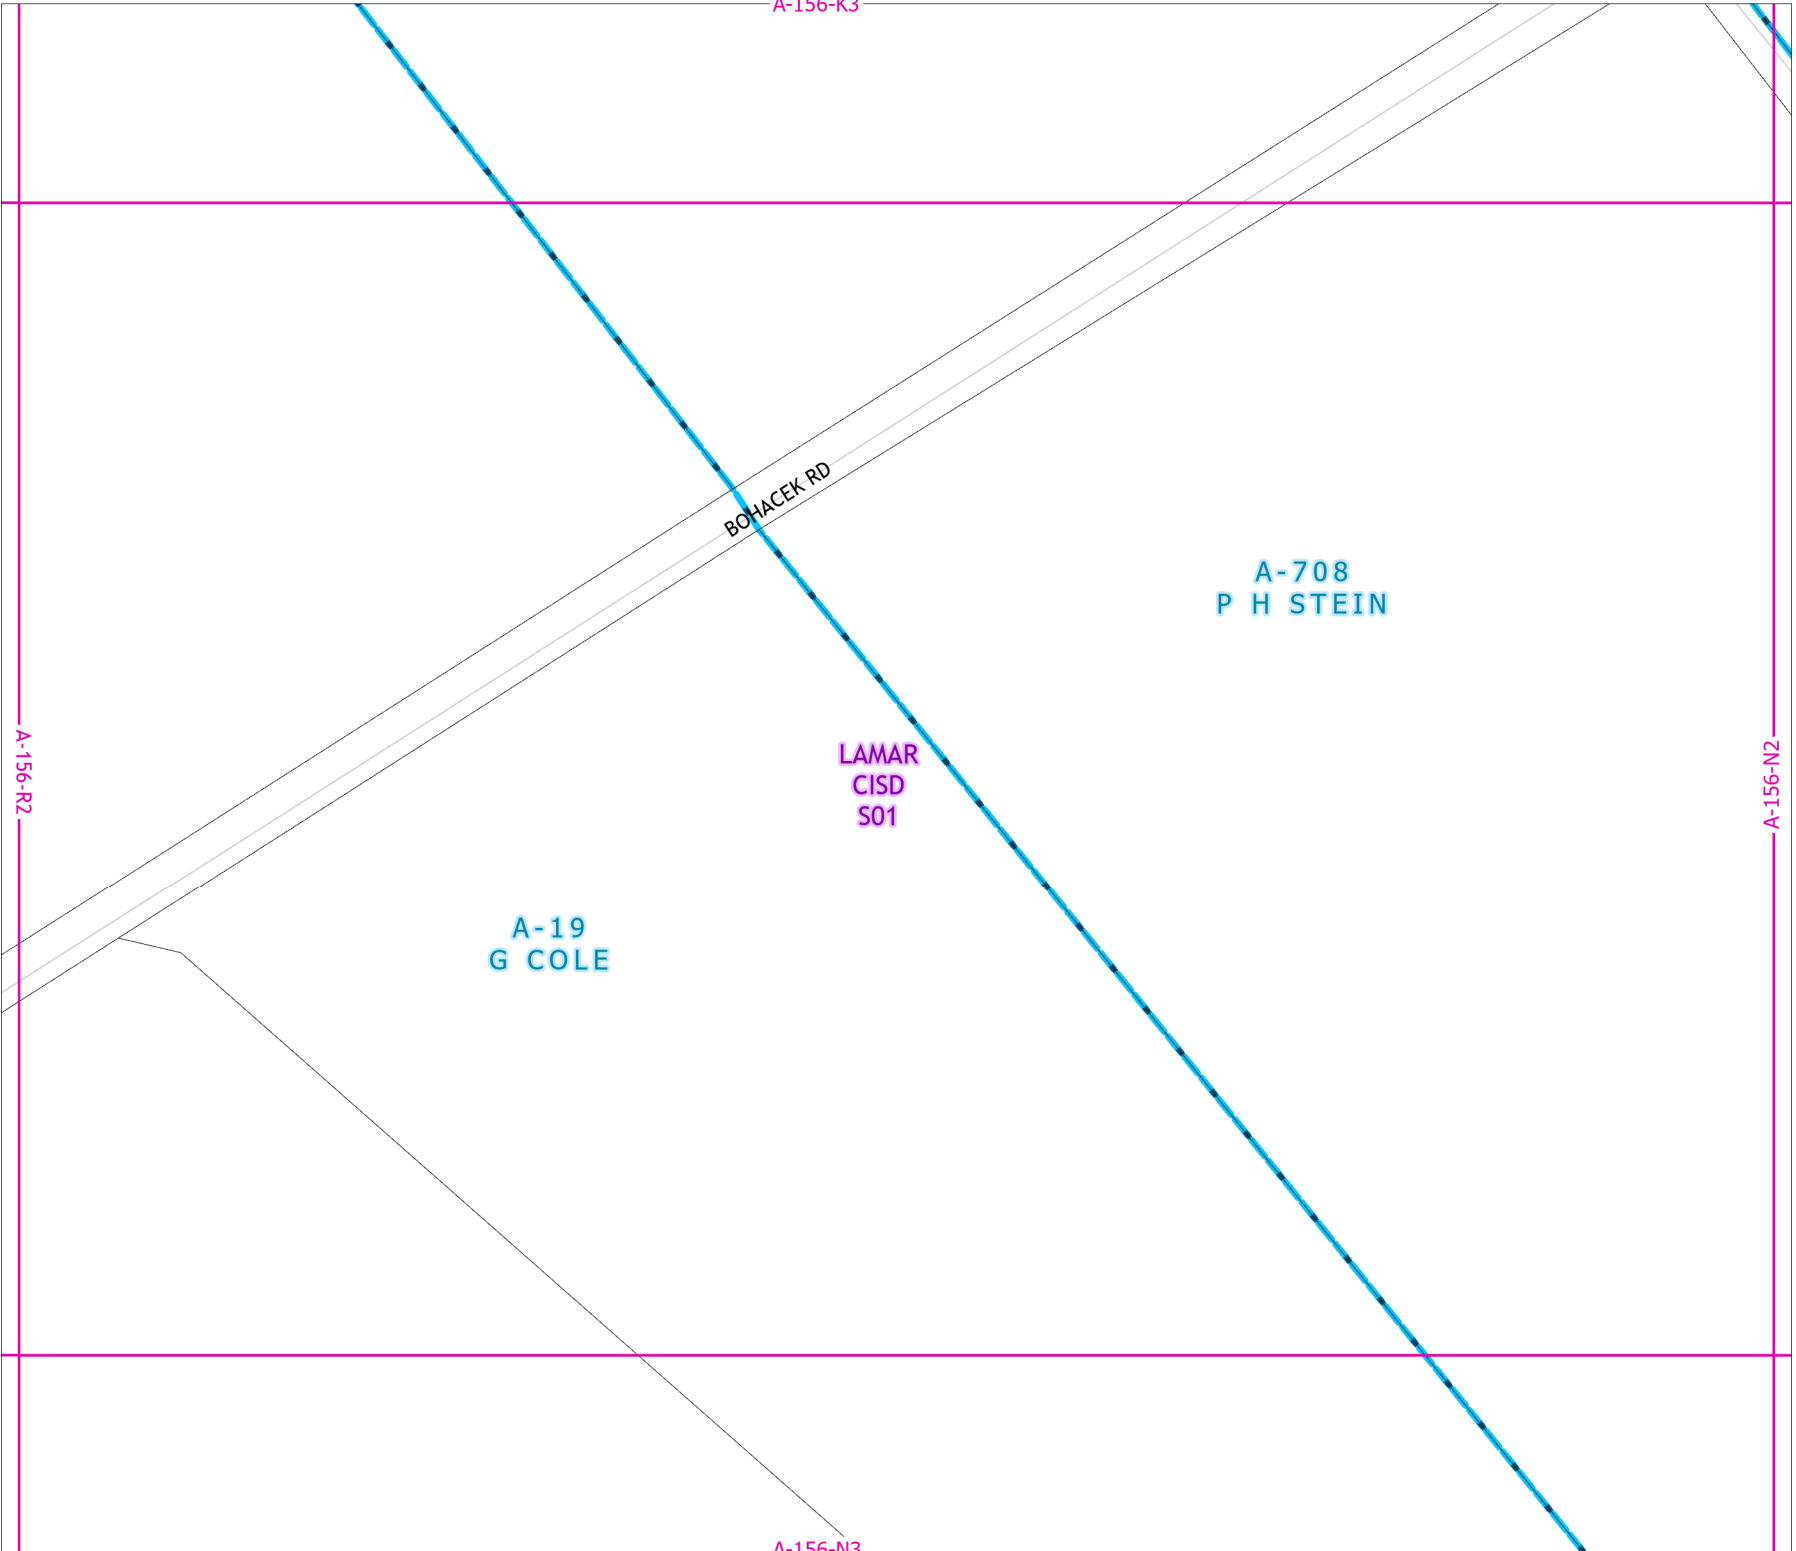 A-156-K3
BOHACEK RD
A-708
P H STEIN
A-156-R2
LAMAR
CISD
S01
A-156-N2
A-19
G COLE
A-156-N3